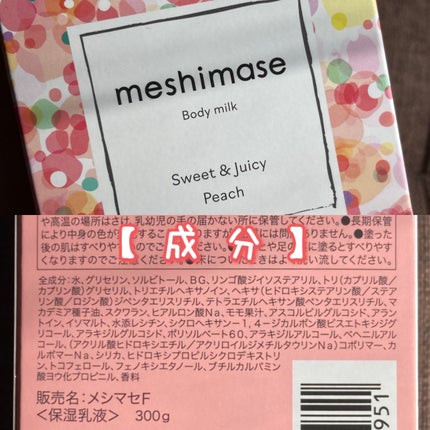 meshimase
Body milk
Sweet & Juicy
Peach
や高温の場所はさけ、乳幼児の手の届かない所に保管してください。●長期保管
【成分】
全成分:水、グリセリン、ソルビトール、BG、リンゴ酸ジイソステアリル、トリ(カプリル酸/
カプリン酸)グリセリル、トリエチルヘキサノイン、ヘキサ(ヒドロキシステアリン酸/ステア
リン酸/ロジン酸)ジペンタエリスリチル、テトラエチルヘキサン酸ペンタエリスリチル、マ
カデミア種子油、スクワラン、ヒアルロン酸Na、モモ果汁、アスコルビルグルコシド、アラン
トイン、イソマルト、水添レシチン、シクロヘキサン-1,4-ジカルボン酸ビスエトキシジグリ
コール、アラキジルグルコシド、ポリソルベート60、アラキジルアルコール、ベヘニルアルコー
ル、(アクリル酸ヒドロキシエチル/アクリロイルジメチルタウリンNa)コポリマー、カ
ルボマーNa、シリカ、ヒドロキシプロピルシクロデキストリ
ン、トコフェロール、フェノキシエタノール、ブチルカルバミン
酸ヨウ化プロピニル、香料
販売名:メシマセF
<保湿乳液> 300g
951